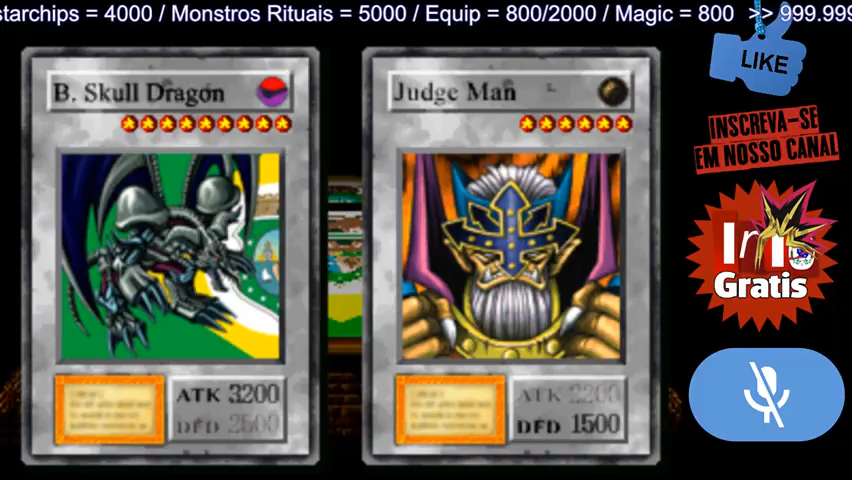 starchips = 4000 / Monstros Rituais = 5000 / Equip = 800/2000 / Magic = 800 >> 999.999
B. Skull Dragon
ATK 3200
DFD 2500
Judge Man
ATK 2200
DFD 1500
LIKE
INSCREVA-SE
EM NOSSO CANAL
Gratis